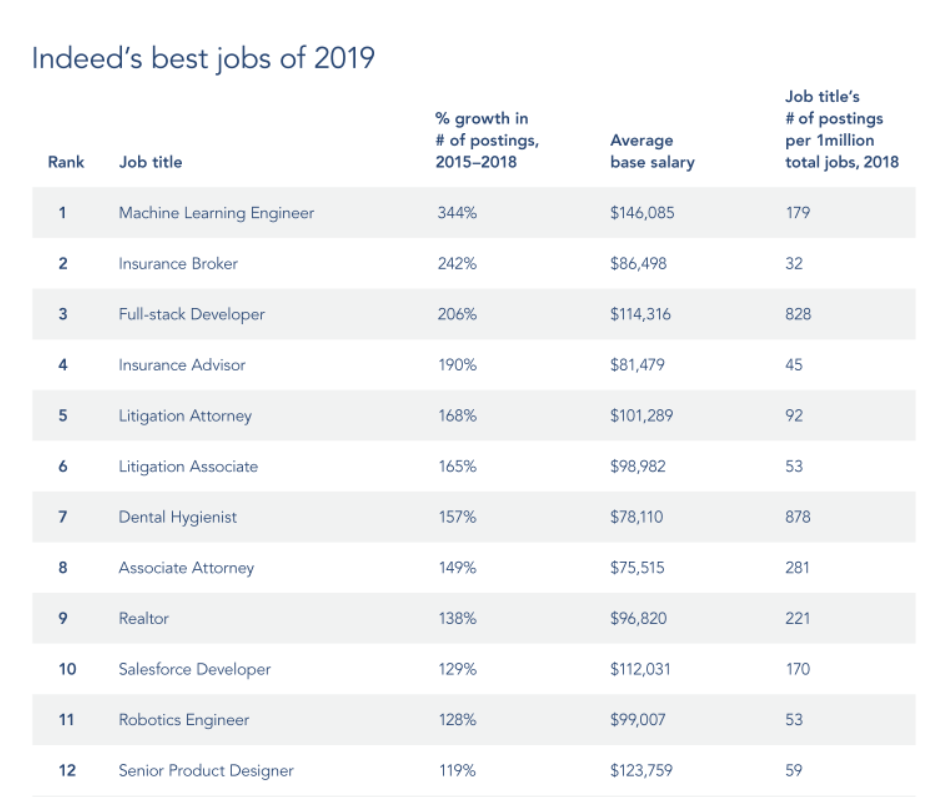 Indeed’s best jobs of 2019
Job title’s
% growth in # of postings
# of postings, Average per 1million
Rank Job title 2015–2018 base salary total jobs, 2018
1 Machine Learning Engineer 344% $146,085 179
2 Insurance Broker 242% $86,498 32
3 Full-stack Developer 206% $114,316 828
4 Insurance Advisor 190% $81,479 45
5 Litigation Attorney 168% $101,289 92
6 Litigation Associate 165% $98,982 53
7 Dental Hygienist 157% $78,110 878
8 Associate Attorney 149% $75,515 281
9 Realtor 138% $96,820 221
10 Salesforce Developer 129% $112,031 170
11 Robotics Engineer 128% $99,007 53
12 Senior Product Designer 119% $123,759 59